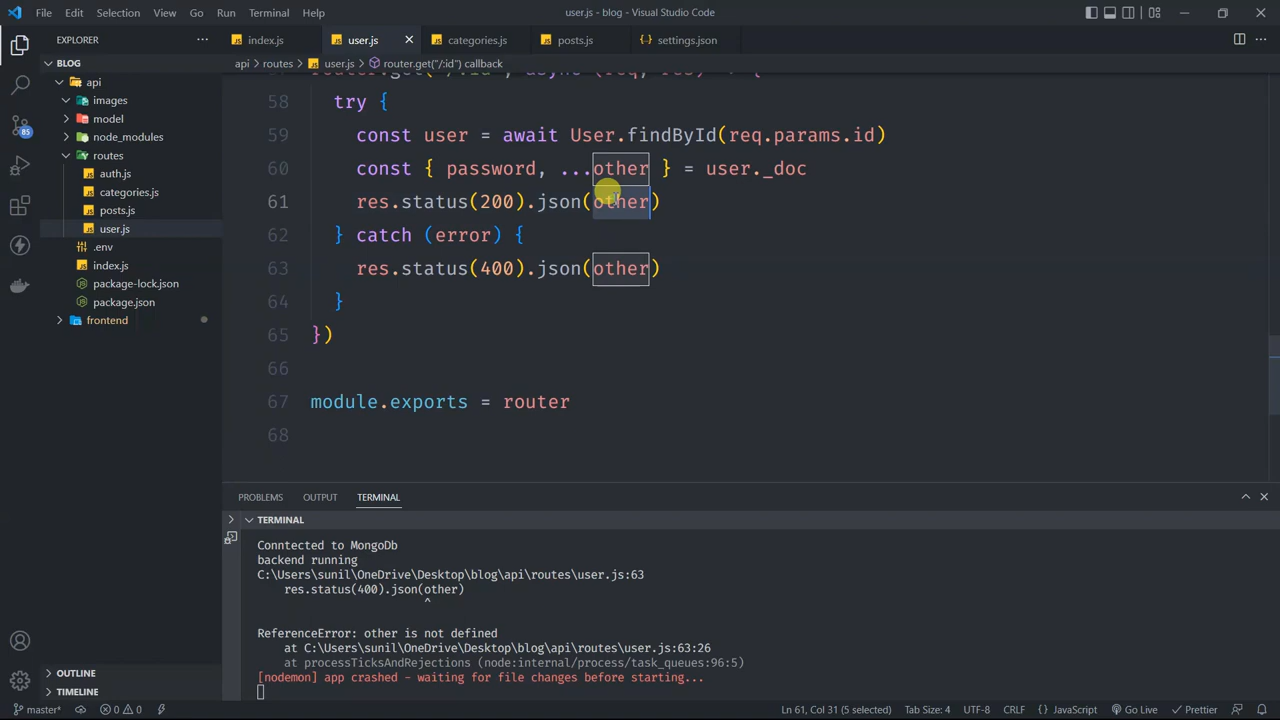 File Edit Selection View Go Run Terminal Help
user.js - blog - Visual Studio Code
EXPLORER
index.js
user.js
categories.js
posts.js
settings.json
BLOG
api > routes > user.js > router.get("/:id") callback
api
images
model
node_modules
routes
auth.js
categories.js
posts.js
user.js
.env
index.js
package-lock.json
package.json
frontend
OUTLINE
TIMELINE
85
router.get("/:id", async (req, res) => {
58 try {
59 const user = await User.findById(req.params.id)
60 const { password, ...other } = user._doc
61 res.status(200).json(other)
62 } catch (error) {
63 res.status(400).json(other)
64 }
65 })
66
67 module.exports = router
68
PROBLEMS OUTPUT TERMINAL
TERMINAL
Conntected to MongoDb
backend running
C:\Users\sunil\OneDrive\Desktop\blog\api\routes\user.js:63
res.status(400).json(other)
^
ReferenceError: other is not defined
at C:\Users\sunil\OneDrive\Desktop\blog\api\routes\user.js:63:26
at processTicksAndRejections (node:internal/process/task_queues:96:5)
[nodemon] app crashed - waiting for file changes before starting...
master* 0 0 Ln 61, Col 31 (5 selected) Tab Size: 4 UTF-8 CRLF JavaScript Go Live Prettier